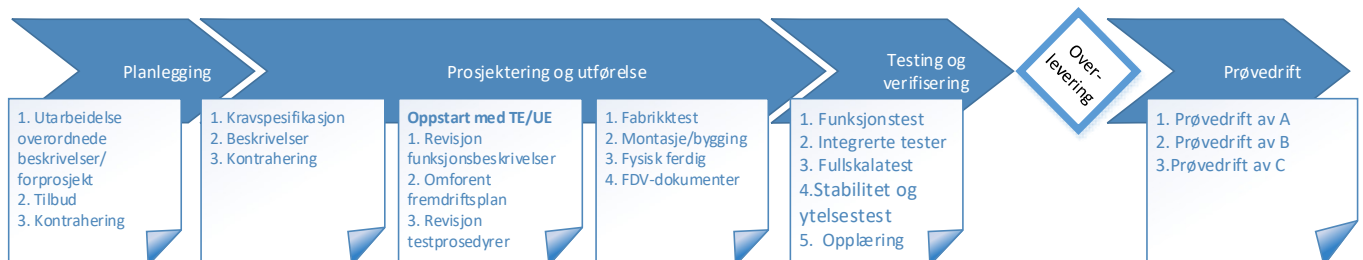 Planlegging
Prosjektering og utførelse
Testing og
verifisering
Over-
levering
Prøvedrift
1. Utarbeidelse
overordnede
beskrivelser/
forprosjekt
2. Tilbud
3. Kontrahering
1. Kravspesifikasjon
2. Beskrivelser
3. Kontrahering
Oppstart med TE/UE
1. Revisjon
funksjonsbeskrivelser
2. Omforent
fremdriftsplan
3. Revisjon
testprosedyrer
1. Fabrikktest
2. Montasje/bygging
3. Fysisk ferdig
4. FDV-dokumenter
1. Funksjonstest
2. Integrerte tester
3. Fullskalatest
4.Stabilitet og
ytelsestest
5. Opplæring
1. Prøvedrift av A
2. Prøvedrift av B
3.Prøvedrift av C